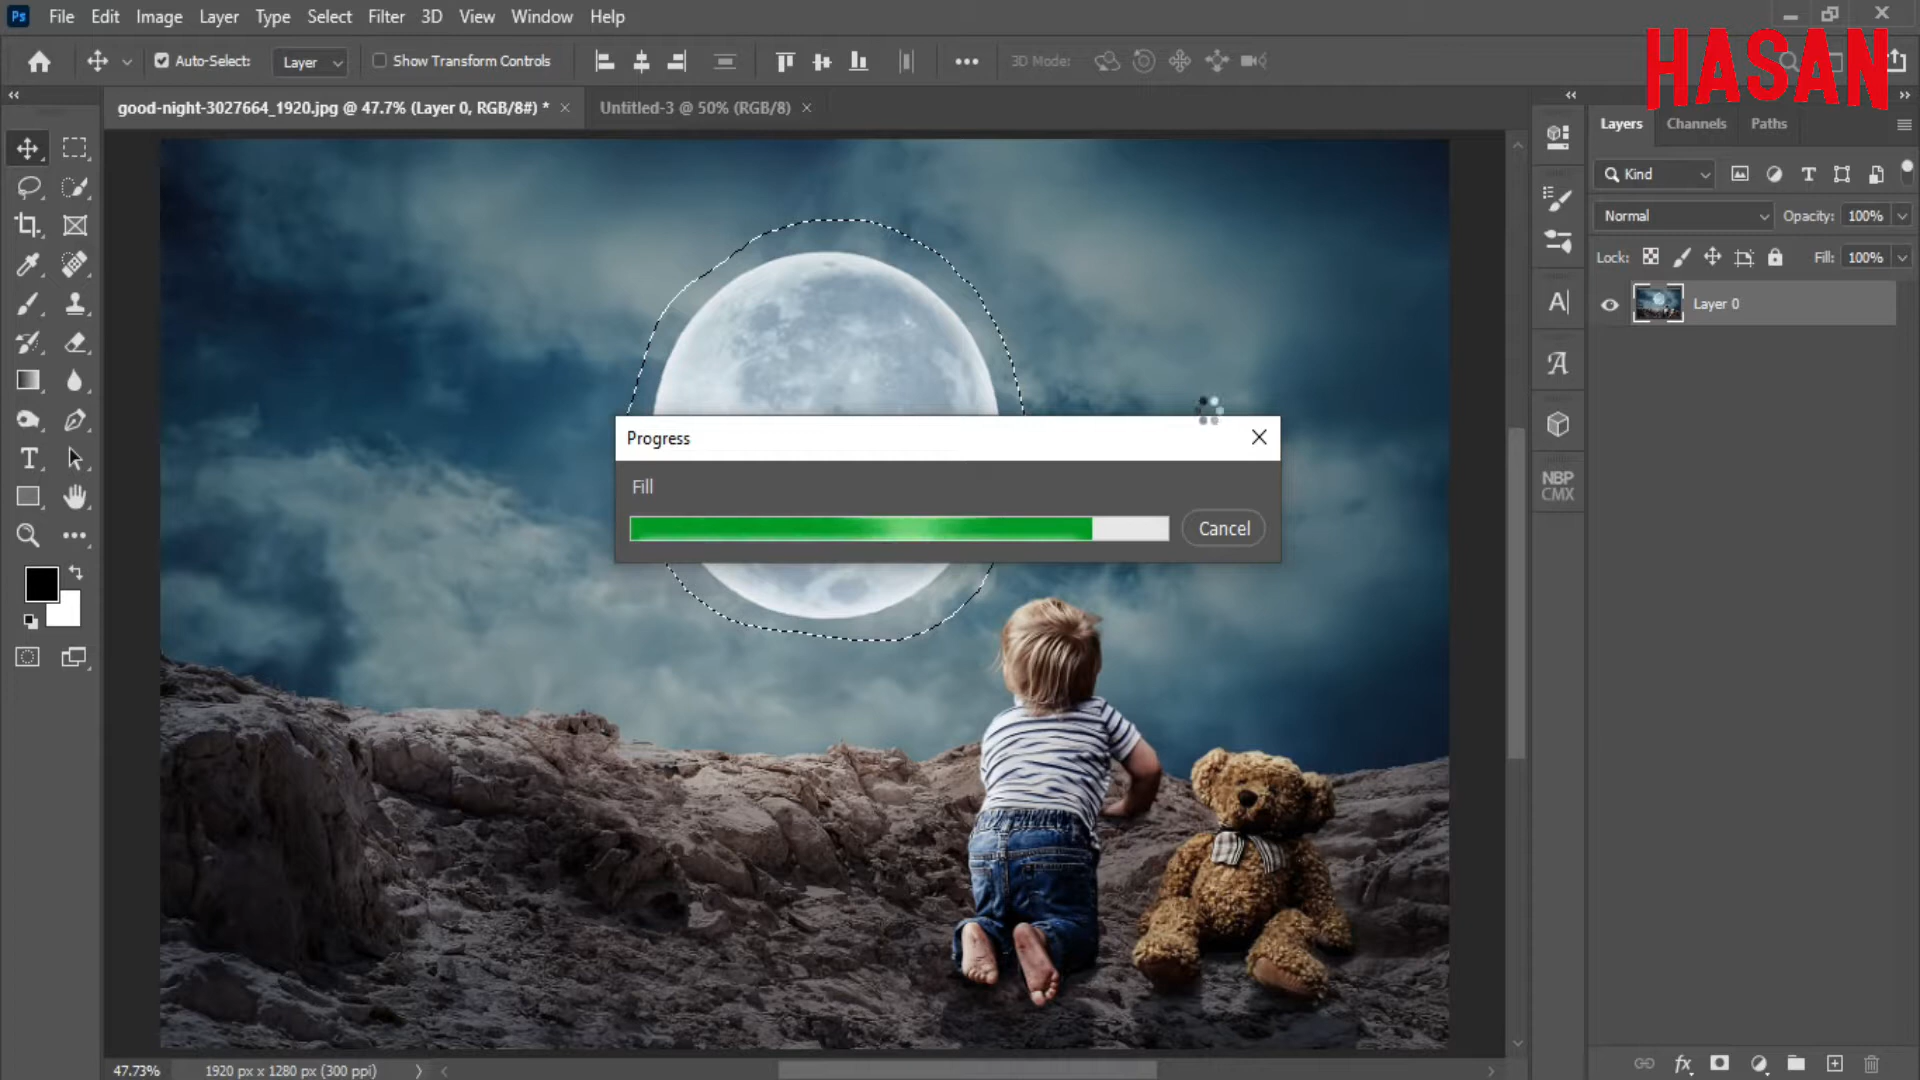 Ps File Edit Image Layer Type Select Filter 3D View Window Help
Auto-Select: Layer Show Transform Controls 3D Mode:
HASAN
good-night-3027664_1920.jpg @ 47.7% (Layer 0, RGB/8#) * Untitled-3 @ 50% (RGB/8)
Layers Channels Paths
Kind
Normal Opacity: 100%
Lock: Fill: 100%
Layer 0
Progress
Fill
Cancel
NBP
CMX
47.73% 1920 px x 1280 px (300 ppi)